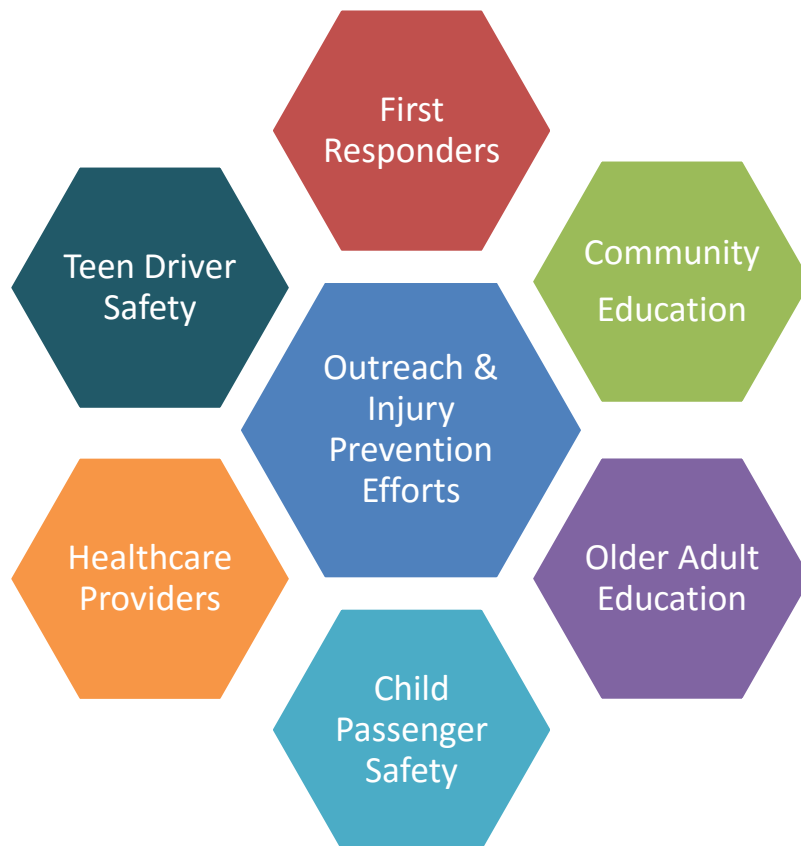 First
Responders
Teen Driver
Safety
Community
Education
Outreach &
Injury
Prevention
Efforts
Healthcare
Providers
Older Adult
Education
Child
Passenger
Safety